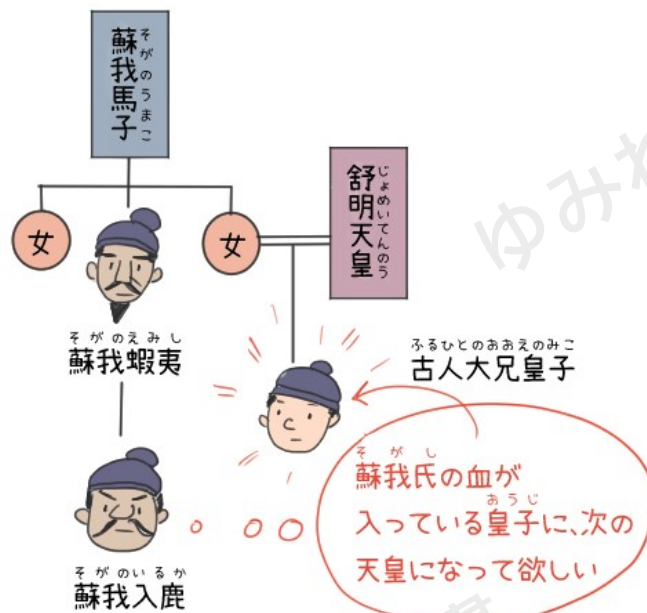 そがのうまこ
蘇我馬子
じょめいてんのう
舒明天皇
女
女
そがのえみし
蘇我蝦夷
ふるひとのおおえのみこ
古人大兄皇子
そがし
蘇我氏の血が
おうじ
入っている皇子に、次の
天皇になって欲しい
そがのいるか
蘇我入鹿
ゆみね